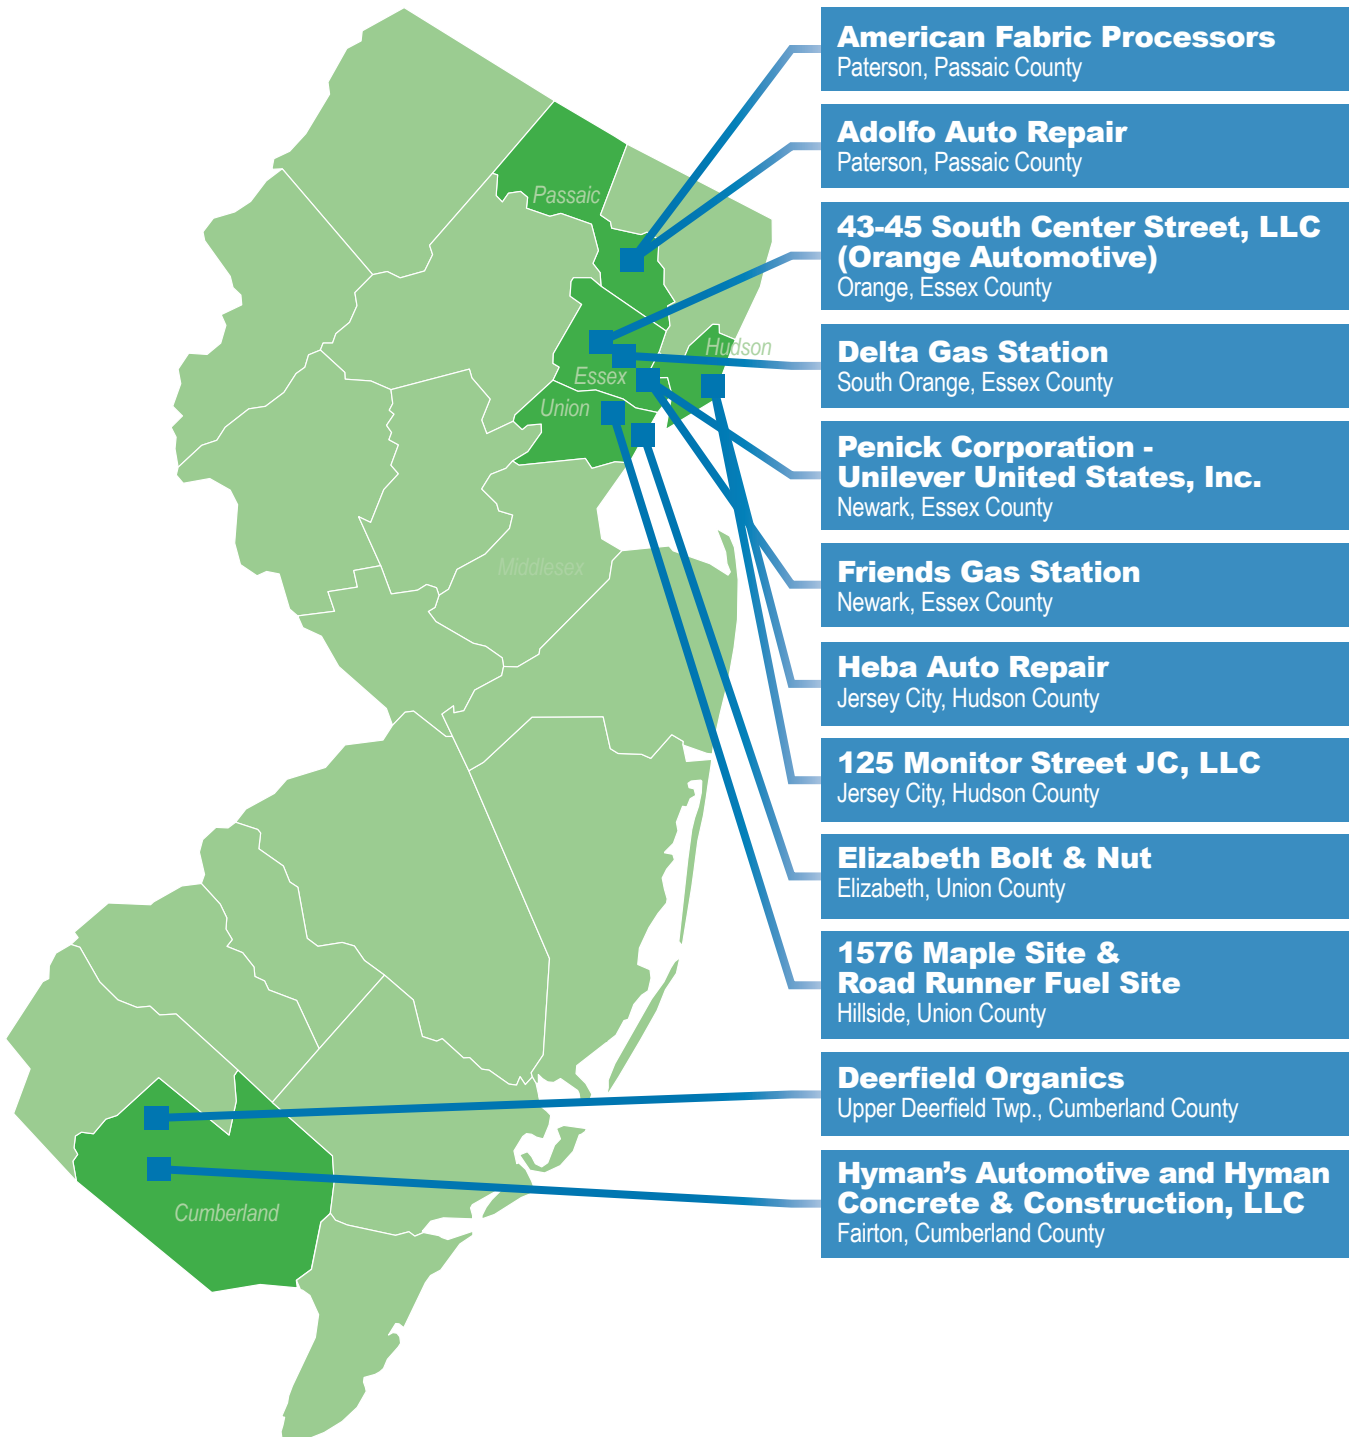 American Fabric Processors
Paterson, Passaic County
Adolfo Auto Repair
Paterson, Passaic County
43-45 South Center Street, LLC
(Orange Automotive)
Orange, Essex County
Delta Gas Station
South Orange, Essex County
Penick Corporation -
Unilever United States, Inc.
Newark, Essex County
Friends Gas Station
Newark, Essex County
Heba Auto Repair
Jersey City, Hudson County
125 Monitor Street JC, LLC
Jersey City, Hudson County
Elizabeth Bolt & Nut
Elizabeth, Union County
1576 Maple Site &
Road Runner Fuel Site
Hillside, Union County
Deerfield Organics
Upper Deerfield Twp., Cumberland County
Hyman's Automotive and Hyman
Concrete & Construction, LLC
Fairton, Cumberland County
Passaic
Hudson
Essex
Union
Middlesex
Cumberland